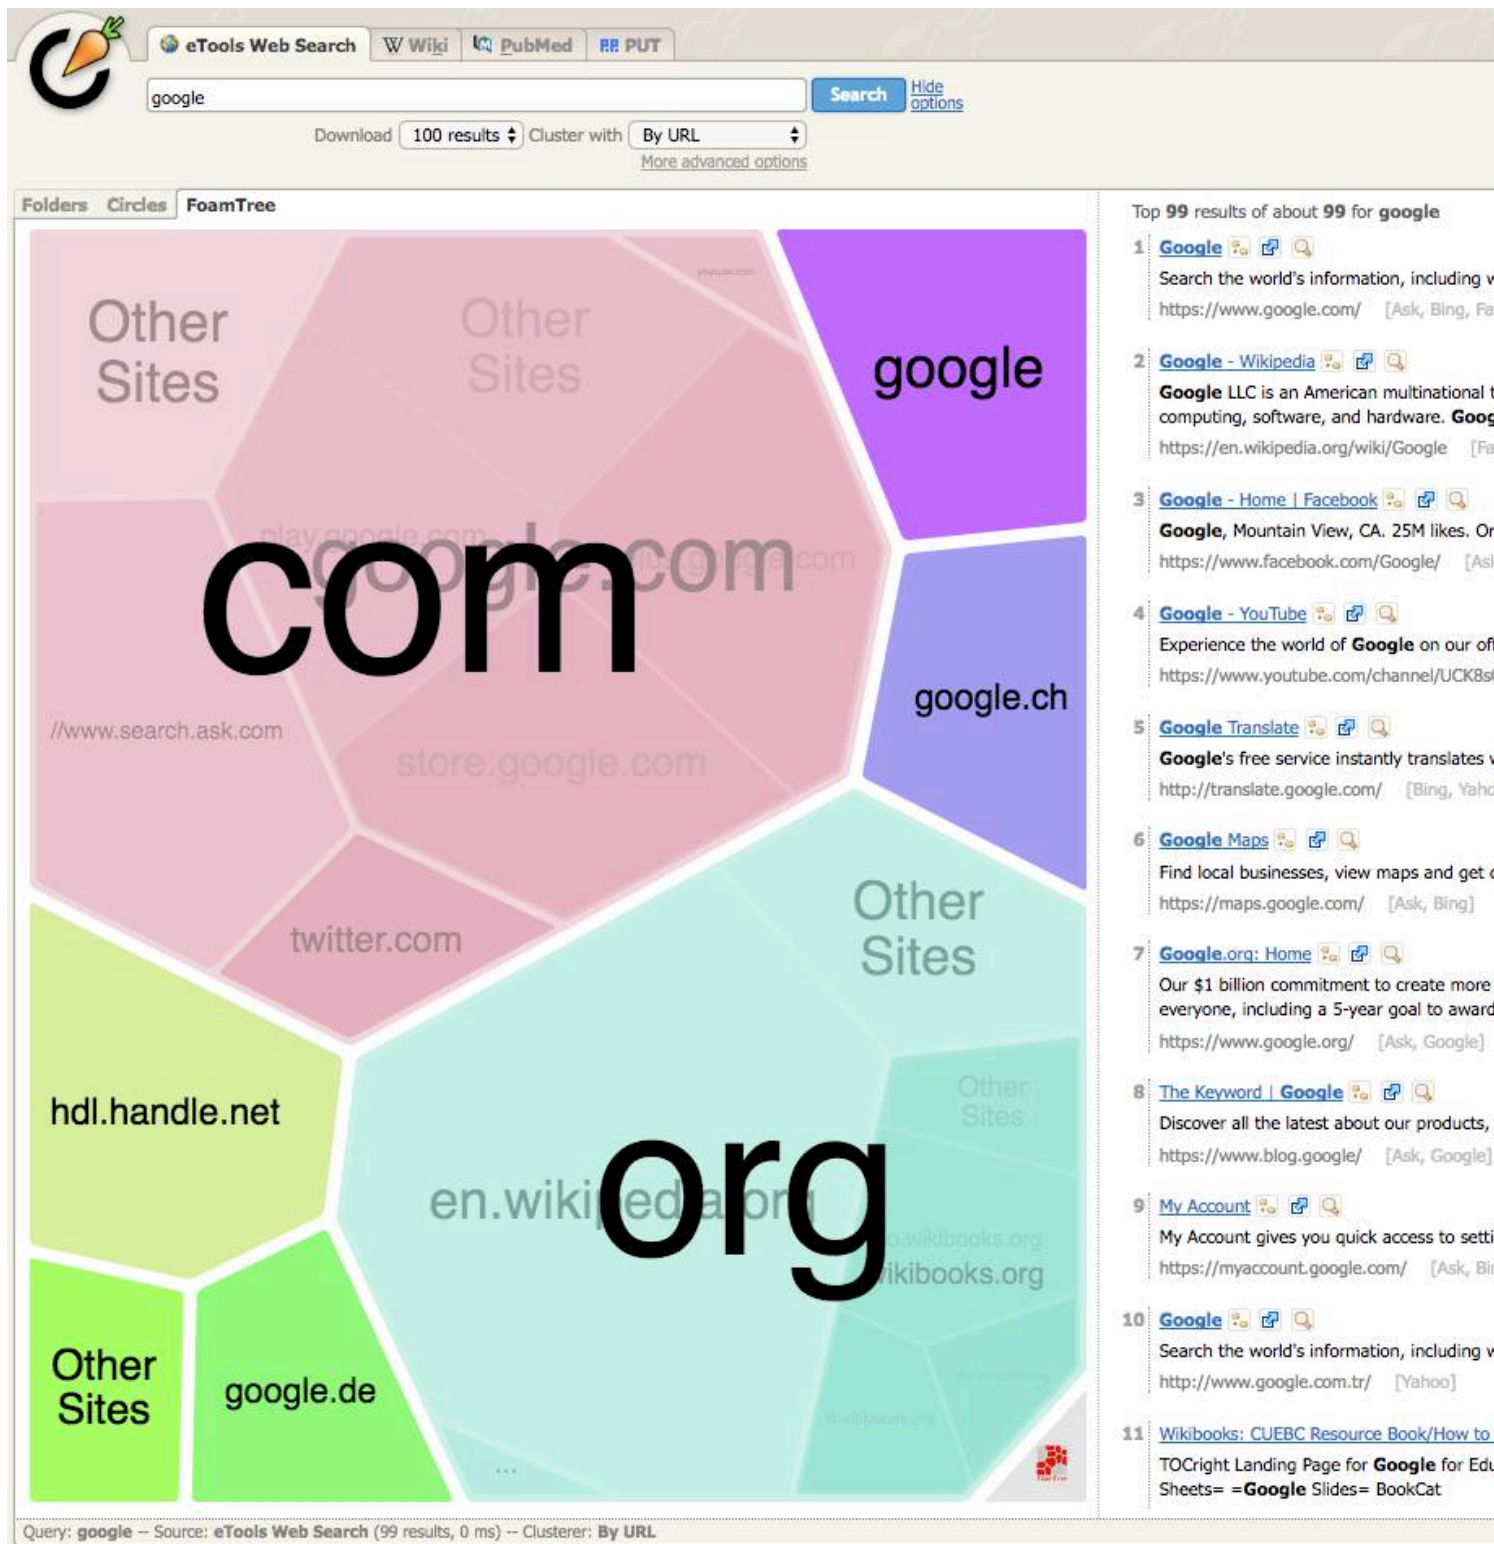 eTools Web Search Wiki PubMed PUT
google Search Hide options
Download 100 results Cluster with By URL
More advanced options
Folders Circles FoamTree
Other Sites
Other Sites
youtube.com
google
play.google.com
google.com
com
google.ch
//www.search.ask.com
store.google.com
twitter.com
Other Sites
hdl.handle.net
Other Sites
en.wikipedia.org
org
wikibooks.org
Other Sites
google.de
...
Top 99 results of about 99 for google
1 Google
Search the world's information, including
https://www.google.com/ [Ask, Bing,
2 Google - Wikipedia
Google LLC is an American multinational
computing, software, and hardware.
https://en.wikipedia.org/wiki/Google
3 Google - Home | Facebook
Google, Mountain View, CA. 25M likes.
https://www.facebook.com/Google/
4 Google - YouTube
Experience the world of Google on our
https://www.youtube.com/channel/UCK8s
5 Google Translate
Google's free service instantly translates
http://translate.google.com/ [Bing,
6 Google Maps
Find local businesses, view maps and get
https://maps.google.com/ [Ask, Bing]
7 Google.org: Home
Our $1 billion commitment to create more
everyone, including a 5-year goal to award
https://www.google.org/ [Ask, Google]
8 The Keyword | Google
Discover all the latest about our products,
https://www.blog.google/ [Ask, Google]
9 My Account
My Account gives you quick access to
https://myaccount.google.com/ [Ask,
10 Google
Search the world's information, including
http://www.google.com.tr/ [Yahoo]
11 Wikibooks: CUEBC Resource Book/How to
TOCright Landing Page for Google for
Sheets= =Google Slides= BookCat
Query: google -- Source: eTools Web Search (99 results, 0 ms) -- Clusterer: By URL